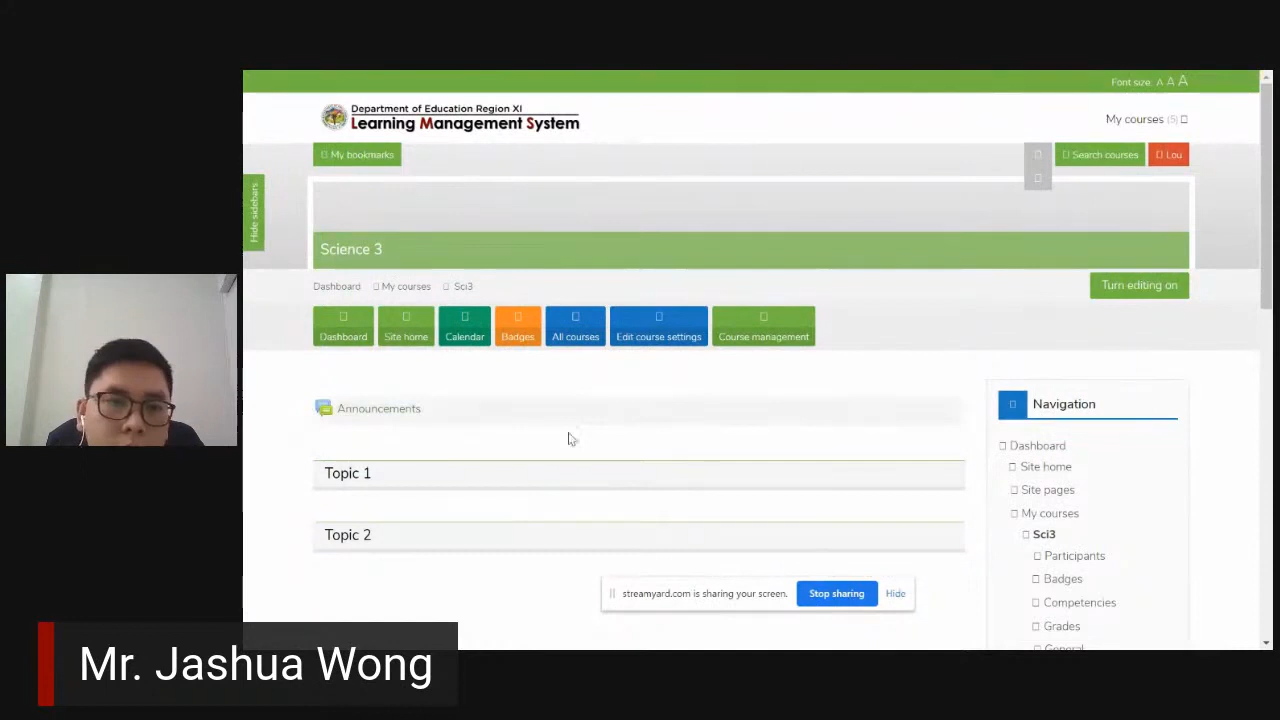 Font size: A A A
Department of Education Region XI
Learning Management System
My courses (5)
My bookmarks
Search courses
Lou
Hide sidebars
Science 3
Dashboard My courses Sci3
Turn editing on
Dashboard
Site home
Calendar
Badges
All courses
Edit course settings
Course management
Announcements
Topic 1
Topic 2
Navigation
Dashboard
Site home
Site pages
My courses
Sci3
Participants
Badges
Competencies
Grades
General
streamyard.com is sharing your screen.
Stop sharing
Hide
Mr. Jashua Wong